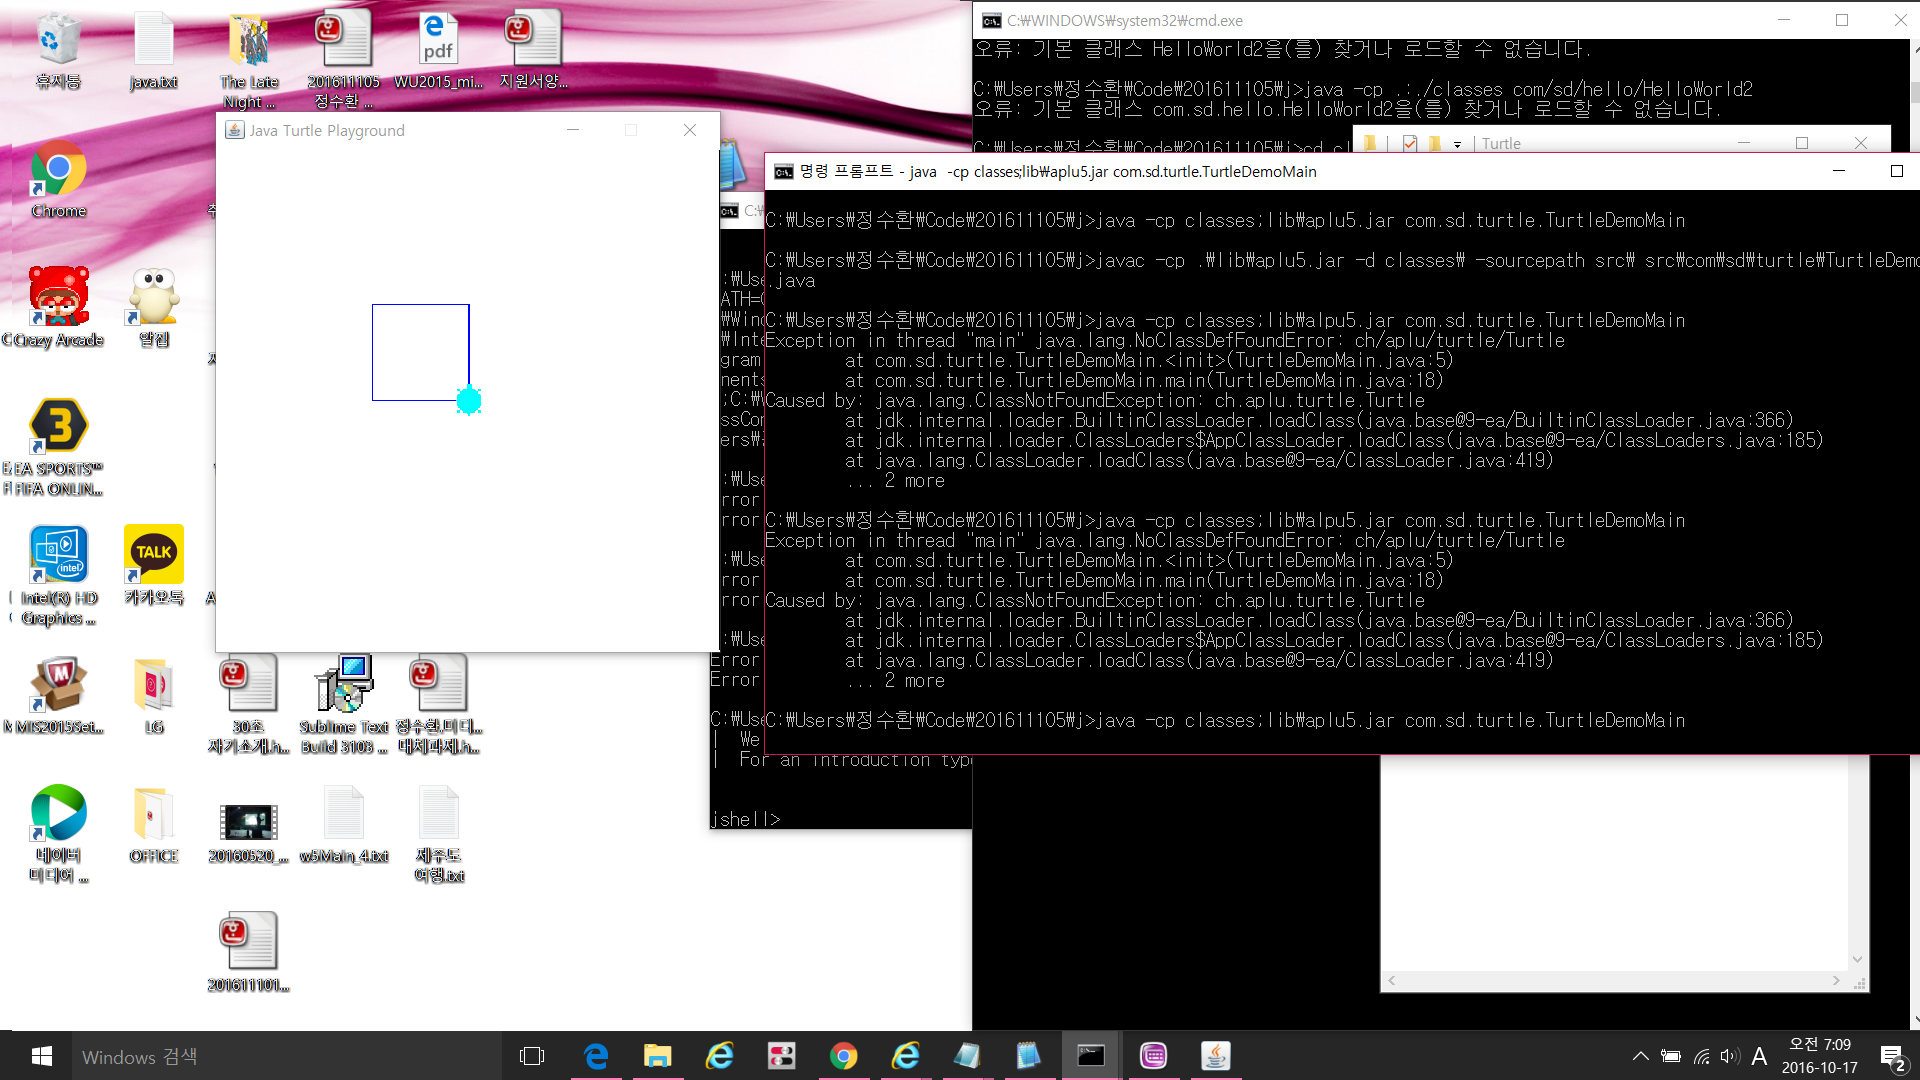 휴지통
java.txt
The Late
Night ...
201611105
정수환 ...
WU2015_mi...
지원서양...
Chrome
Crazy Arcade
알집
EA SPORTS™
FIFA ONLIN...
Intel(R) HD
Graphics ...
카카오톡
MIS2015Set...
LG
30초
자기소개.h...
Sublime Text
Build 3103 ...
정수환,미디...
대체과제.h...
네이버
미디어 ...
OFFICE
20160520_...
w5Main_4.txt
제주도
여행.txt
201611101...
Java Turtle Playground
C:₩WINDOWS₩system32₩cmd.exe
오류: 기본 클래스 HelloWorld2을(를) 찾거나 로드할 수 없습니다.
C:₩Users₩정수환₩Code₩201611105₩j>java -cp .:./classes com/sd/hello/HelloWorld2
오류: 기본 클래스 com.sd.hello.HelloWorld2을(를) 찾거나 로드할 수 없습니다.
C:₩Users₩정수환₩Code₩201611105₩j>cd cl
Turtle
명령 프롬프트 - java  -cp classes;lib₩aplu5.jar com.sd.turtle.TurtleDemoMain
C:₩Users₩정수환₩Code₩201611105₩j>java -cp classes;lib₩aplu5.jar com.sd.turtle.TurtleDemoMain
C:₩Users₩정수환₩Code₩201611105₩j>javac -cp .₩lib₩aplu5.jar -d classes₩ -sourcepath src₩ src₩com₩sd₩turtle₩TurtleDemo
.java
C:₩Users₩정수환₩Code₩201611105₩j>java -cp classes;lib₩alpu5.jar com.sd.turtle.TurtleDemoMain
Exception in thread "main" java.lang.NoClassDefFoundError: ch/aplu/turtle/Turtle
at com.sd.turtle.TurtleDemoMain.<init>(TurtleDemoMain.java:5)
at com.sd.turtle.TurtleDemoMain.main(TurtleDemoMain.java:18)
Caused by: java.lang.ClassNotFoundException: ch.aplu.turtle.Turtle
at jdk.internal.loader.BuiltinClassLoader.loadClass(java.base@9-ea/BuiltinClassLoader.java:366)
at jdk.internal.loader.ClassLoaders$AppClassLoader.loadClass(java.base@9-ea/ClassLoaders.java:185)
at java.lang.ClassLoader.loadClass(java.base@9-ea/ClassLoader.java:419)
... 2 more
C:₩Users₩정수환₩Code₩201611105₩j>java -cp classes;lib₩alpu5.jar com.sd.turtle.TurtleDemoMain
Exception in thread "main" java.lang.NoClassDefFoundError: ch/aplu/turtle/Turtle
at com.sd.turtle.TurtleDemoMain.<init>(TurtleDemoMain.java:5)
at com.sd.turtle.TurtleDemoMain.main(TurtleDemoMain.java:18)
Caused by: java.lang.ClassNotFoundException: ch.aplu.turtle.Turtle
at jdk.internal.loader.BuiltinClassLoader.loadClass(java.base@9-ea/BuiltinClassLoader.java:366)
at jdk.internal.loader.ClassLoaders$AppClassLoader.loadClass(java.base@9-ea/ClassLoaders.java:185)
at java.lang.ClassLoader.loadClass(java.base@9-ea/ClassLoader.java:419)
... 2 more
C:₩Users₩정수환₩Code₩201611105₩j>java -cp classes;lib₩aplu5.jar com.sd.turtle.TurtleDemoMain
Error
Error
C:₩Use
| We
| For an introduction type
jshell>
Windows 검색
A
오전 7:09
2016-10-17
2